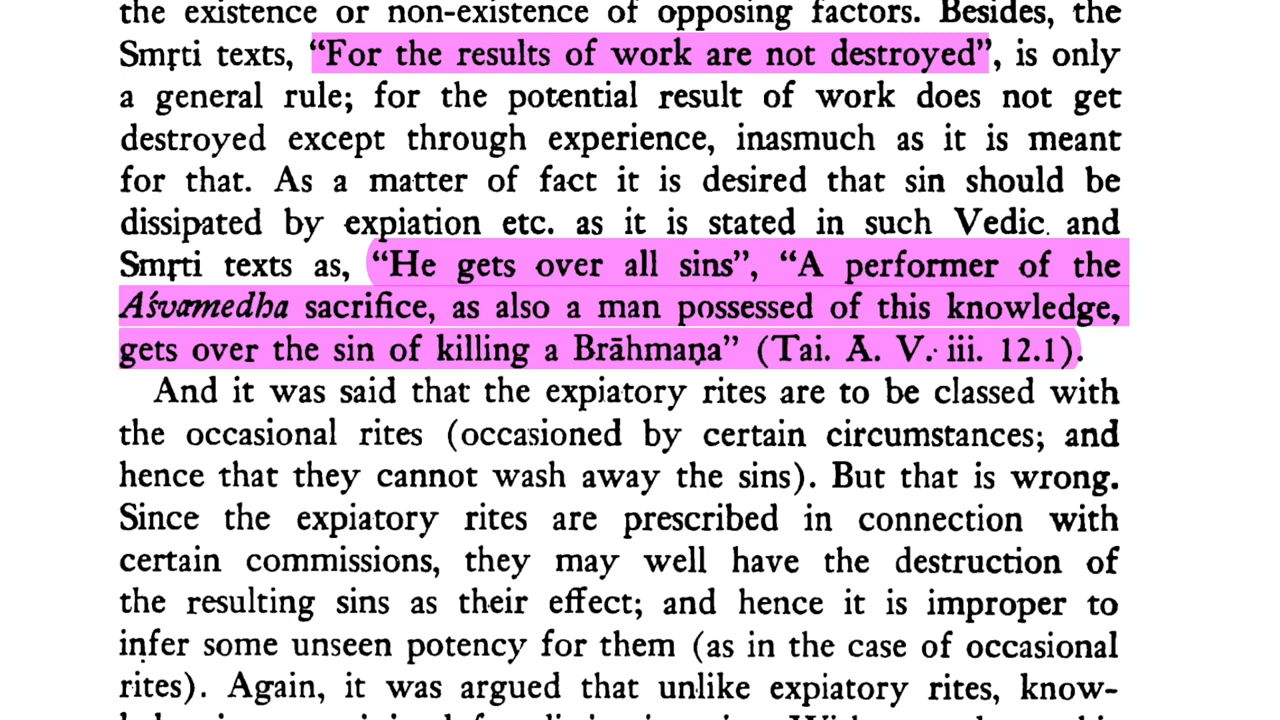 the existence or non-existence of opposing factors. Besides, the
Smṛti texts, “For the results of work are not destroyed”, is only
a general rule; for the potential result of work does not get
destroyed except through experience, inasmuch as it is meant
for that. As a matter of fact it is desired that sin should be
dissipated by expiation etc. as it is stated in such Vedic and
Smṛti texts as, “He gets over all sins”, “A performer of the
Aśvamedha sacrifice, as also a man possessed of this knowledge,
gets over the sin of killing a Brāhmaṇa” (Tai. A. V. iii. 12.1).
And it was said that the expiatory rites are to be classed with
the occasional rites (occasioned by certain circumstances; and
hence that they cannot wash away the sins). But that is wrong.
Since the expiatory rites are prescribed in connection with
certain commissions, they may well have the destruction of
the resulting sins as their effect; and hence it is improper to
infer some unseen potency for them (as in the case of occasional
rites). Again, it was argued that unlike expiatory rites, know-